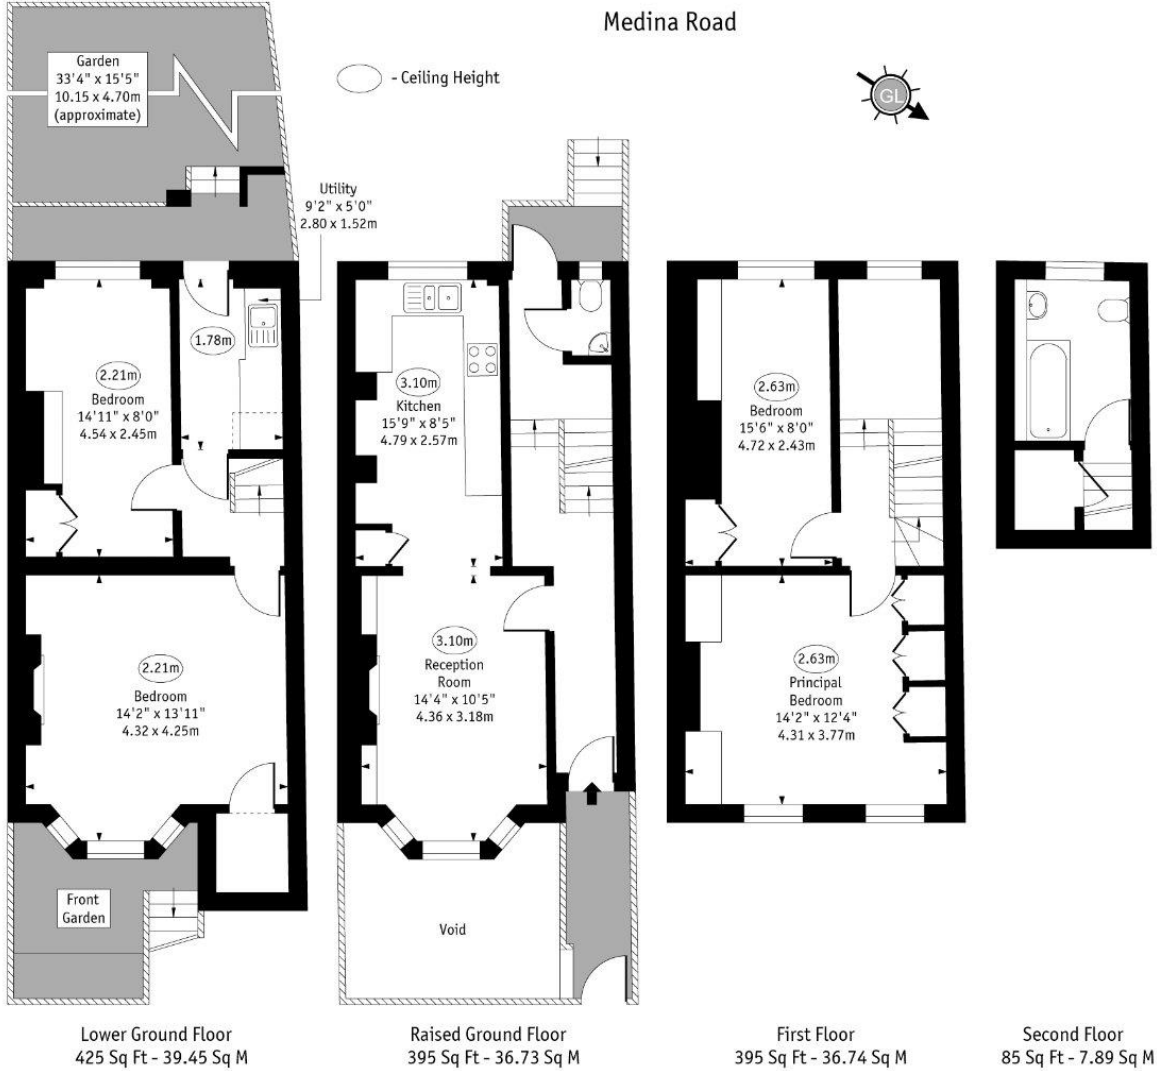 Medina Road
Garden
33'4" x 15'5"
10.15 x 4.70m
(approximate)
- Ceiling Height
GL
Utility
9'2" x 5'0"
2.80 x 1.52m
1.78m
2.21m
Bedroom
14'11" x 8'0"
4.54 x 2.45m
2.21m
Bedroom
14'2" x 13'11"
4.32 x 4.25m
Front
Garden
3.10m
Kitchen
15'9" x 8'5"
4.79 x 2.57m
3.10m
Reception
Room
14'4" x 10'5"
4.36 x 3.18m
Void
2.63m
Bedroom
15'6" x 8'0"
4.72 x 2.43m
2.63m
Principal
Bedroom
14'2" x 12'4"
4.31 x 3.77m
Lower Ground Floor
425 Sq Ft - 39.45 Sq M
Raised Ground Floor
395 Sq Ft - 36.73 Sq M
First Floor
395 Sq Ft - 36.74 Sq M
Second Floor
85 Sq Ft - 7.89 Sq M